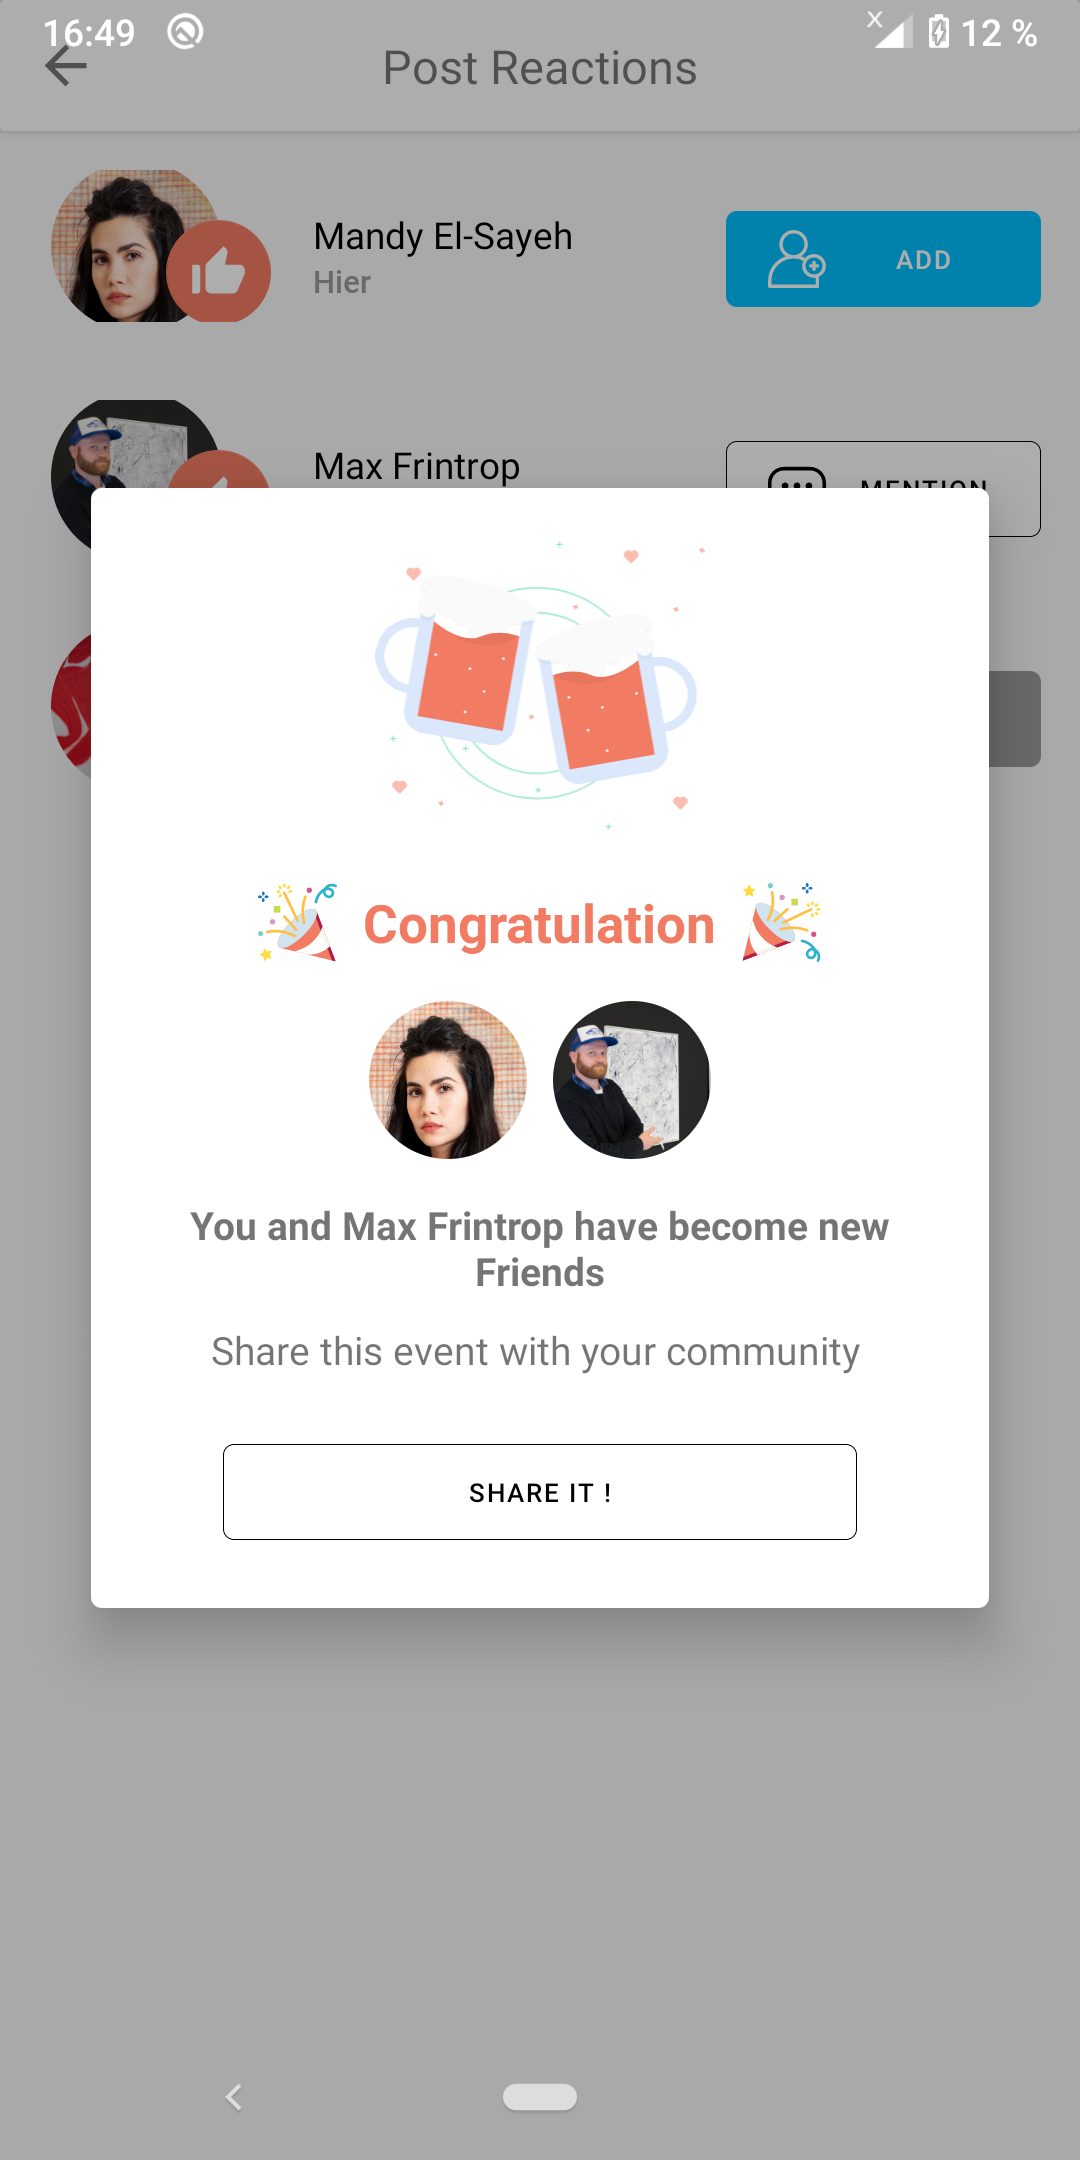 16:49
12 %
Post Reactions
Mandy El-Sayeh
Hier
ADD
Max Frintrop
MENTION
Congratulation
You and Max Frintrop have become new
Friends
Share this event with your community
SHARE IT !